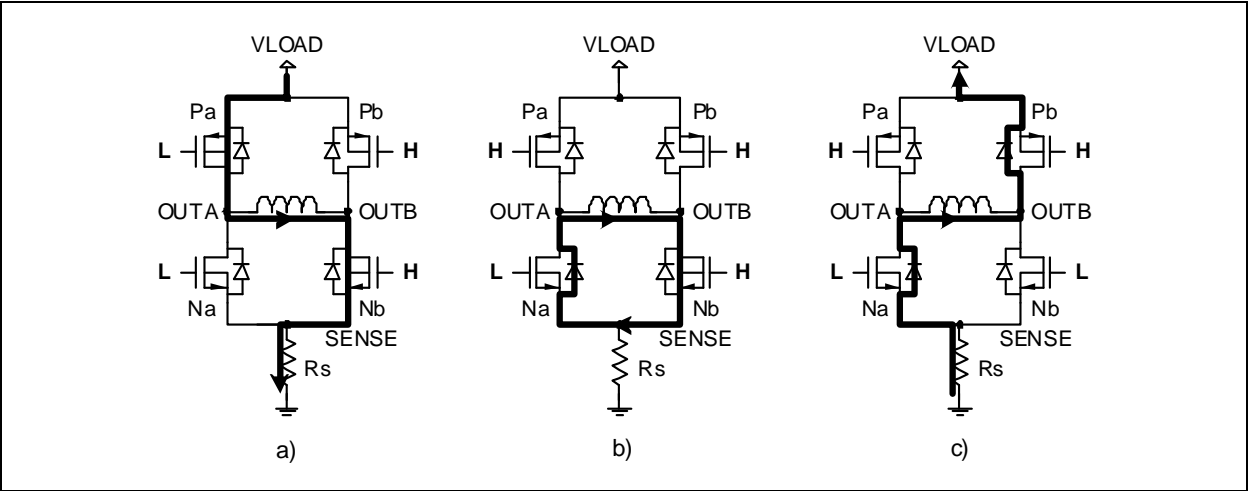 VLOAD VLOAD VLOAD
Pa Pb Pa Pb Pa Pb
L H H H H H
OUTA OUTB OUTA OUTB OUTA OUTB
L H L H L L
Na Nb Na Nb Na Nb
SENSE SENSE SENSE
Rs Rs Rs
a) b) c)